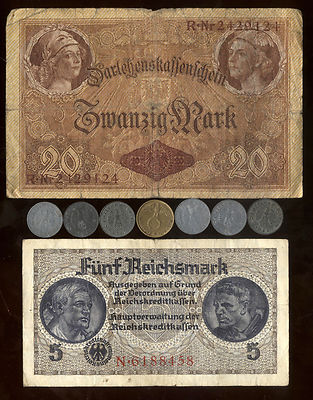 R·Nr 2429124
Darlehenskassenschein
Zwanzig Mark
20
20
R·Nr·2429124
Fünf Reichsmark
Ausgegeben auf Grund
der Verordnung über
Reichskreditkassen.
Hauptverwaltung der
Reichskreditkassen
5
5
N·6188458